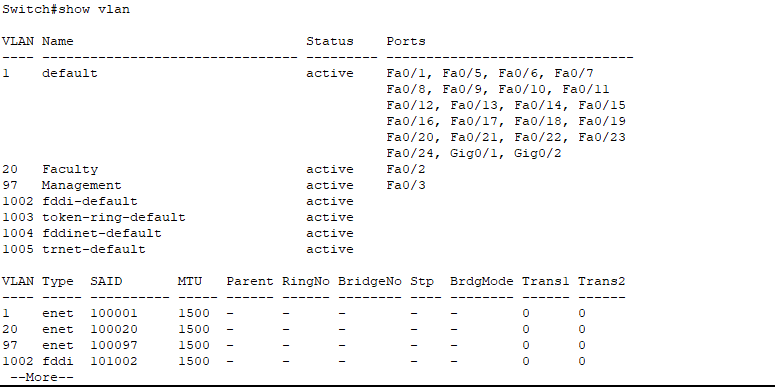 Switch#show vlan
VLAN Name                             Status    Ports
---- -------------------------------- --------- -------------------------------
1    default                          active    Fa0/1, Fa0/5, Fa0/6, Fa0/7
                                                Fa0/8, Fa0/9, Fa0/10, Fa0/11
                                                Fa0/12, Fa0/13, Fa0/14, Fa0/15
                                                Fa0/16, Fa0/17, Fa0/18, Fa0/19
                                                Fa0/20, Fa0/21, Fa0/22, Fa0/23
                                                Fa0/24, Gig0/1, Gig0/2
20   Faculty                          active    Fa0/2
97   Management                       active    Fa0/3
1002 fddi-default                     active
1003 token-ring-default               active
1004 fddinet-default                  active
1005 trnet-default                    active
VLAN Type  SAID       MTU   Parent RingNo BridgeNo Stp  BrdgMode Trans1 Trans2
---- ----- ---------- ----- ------ ------ -------- ---- -------- ------ ------
1    enet  100001     1500  -      -      -        -    -        0      0
20   enet  100020     1500  -      -      -        -    -        0      0
97   enet  100097     1500  -      -      -        -    -        0      0
1002 fddi  101002     1500  -      -      -        -    -        0      0
 --More--